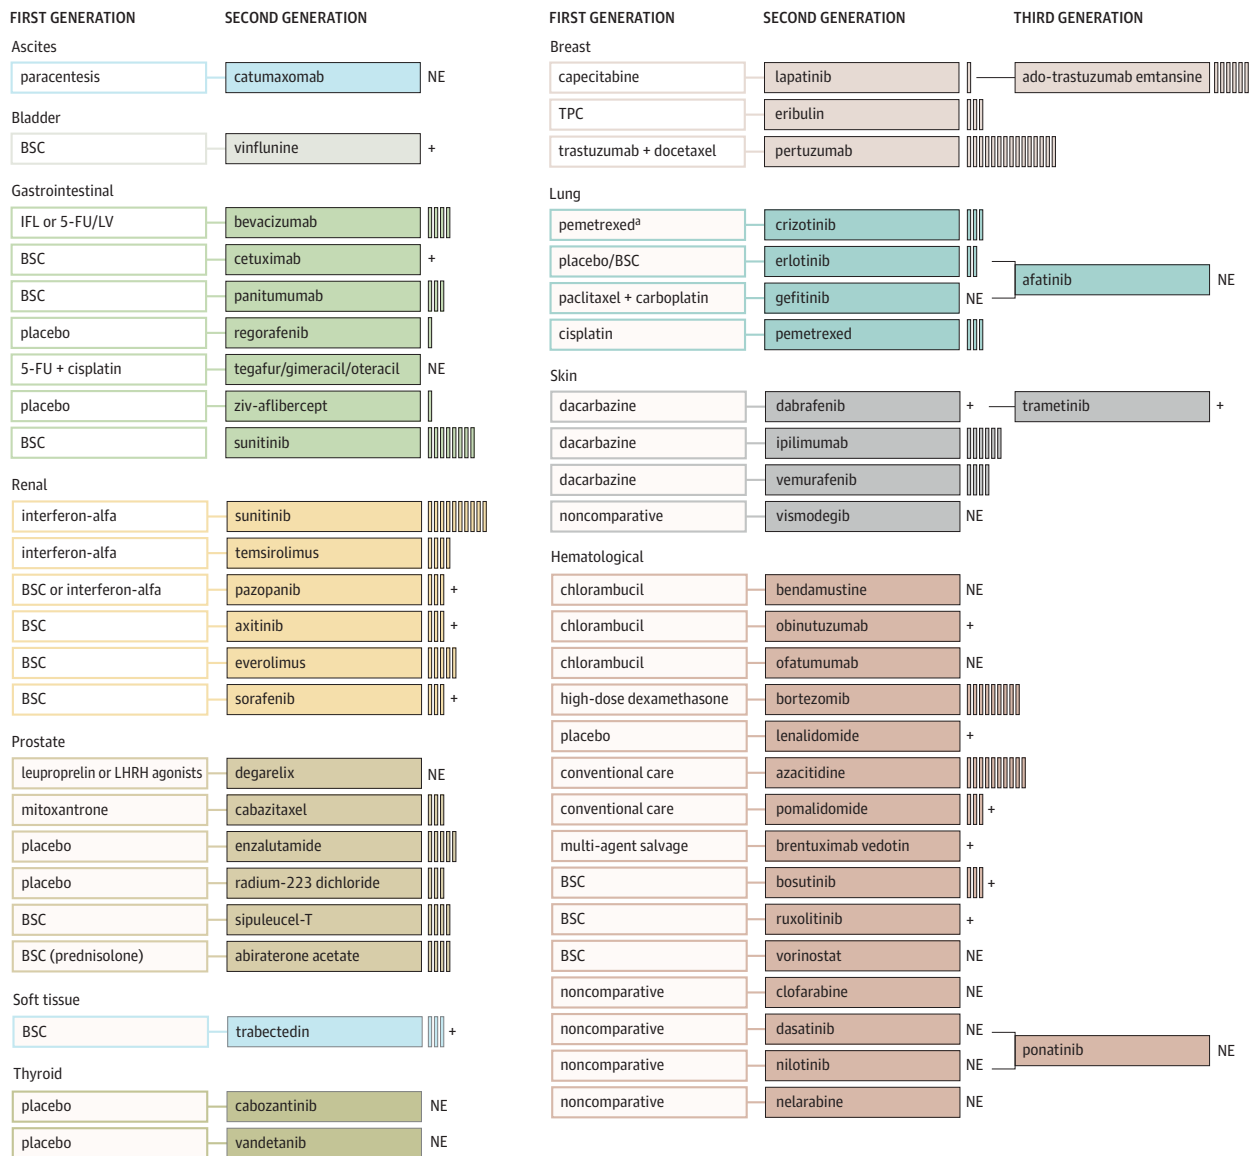 FIRST GENERATION SECOND GENERATION
Ascites
paracentesis catumaxomab NE
Bladder
BSC vinflunine +
Gastrointestinal
IFL or 5-FU/LV bevacizumab
BSC cetuximab +
BSC panitumumab
placebo regorafenib
5-FU + cisplatin tegafur/gimeracil/oteracil NE
placebo ziv-aflibercept
BSC sunitinib
Renal
interferon-alfa sunitinib
interferon-alfa temsirolimus
BSC or interferon-alfa pazopanib +
BSC axitinib +
BSC everolimus
BSC sorafenib +
Prostate
leuproprelin or LHRH agonists degarelix NE
mitoxantrone cabazitaxel
placebo enzalutamide
placebo radium-223 dichloride
BSC sipuleucel-T
BSC (prednisolone) abiraterone acetate
Soft tissue
BSC trabectedin +
Thyroid
placebo cabozantinib NE
placebo vandetanib NE
FIRST GENERATION SECOND GENERATION THIRD GENERATION
Breast
capecitabine lapatinib ado-trastuzumab emtansine
TPC eribulin
trastuzumab + docetaxel pertuzumab
Lung
pemetrexedᵃ crizotinib
placebo/BSC erlotinib
afatinib NE
paclitaxel + carboplatin gefitinib NE
cisplatin pemetrexed
Skin
dacarbazine dabrafenib + trametinib +
dacarbazine ipilimumab
dacarbazine vemurafenib
noncomparative vismodegib NE
Hematological
chlorambucil bendamustine NE
chlorambucil obinutuzumab +
chlorambucil ofatumumab NE
high-dose dexamethasone bortezomib
placebo lenalidomide +
conventional care azacitidine
conventional care pomalidomide +
multi-agent salvage brentuximab vedotin +
BSC bosutinib +
BSC ruxolitinib +
BSC vorinostat NE
noncomparative clofarabine NE
noncomparative dasatinib NE
ponatinib NE
noncomparative nilotinib NE
noncomparative nelarabine NE